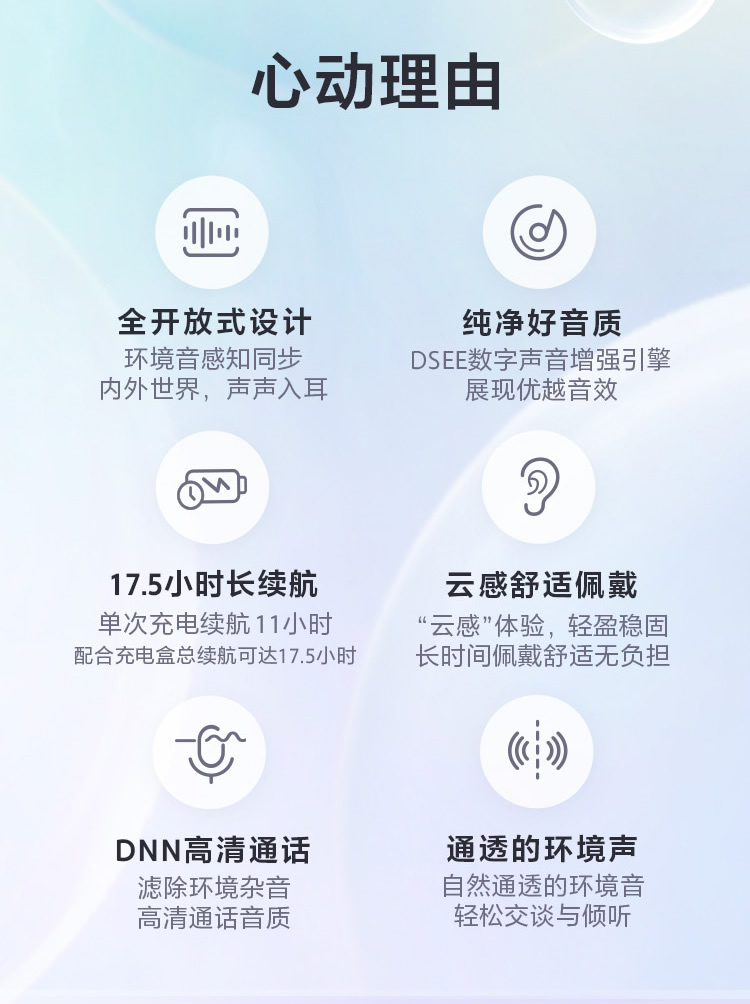 心动理由
全开放式设计
环境音感知同步
内外世界，声声入耳
纯净好音质
DSEE数字声音增强引擎
展现优越音效
17.5小时长续航
单次充电续航11小时
配合充电盒总续航可达17.5小时
云感舒适佩戴
“云感”体验，轻盈稳固
长时间佩戴舒适无负担
DNN高清通话
滤除环境杂音
高清通话音质
通透的环境声
自然通透的环境音
轻松交谈与倾听